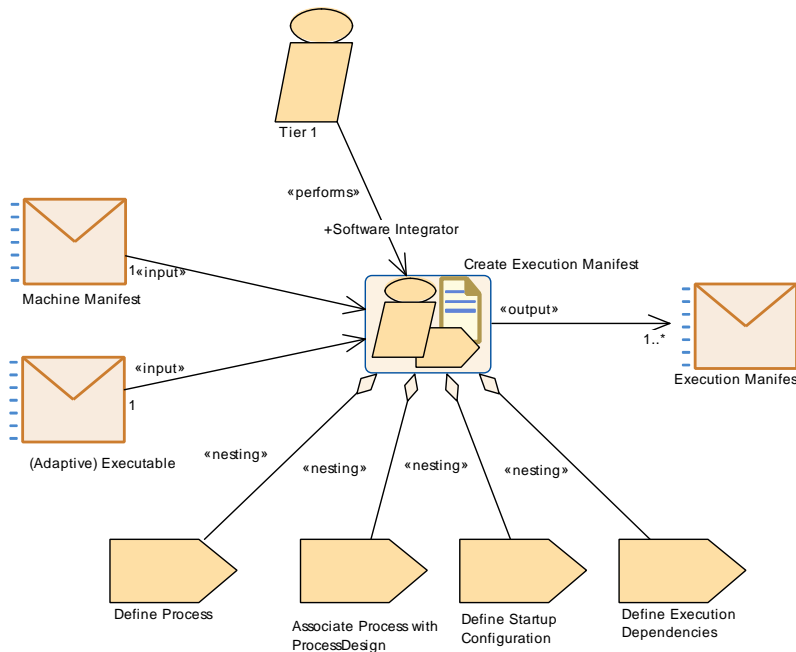 Tier 1
«performs»
+Software Integrator
Create Execution Manifest
1
«input»
Machine Manifest
«output»
1..*
Execution Manifest
«input»
1
(Adaptive) Executable
«nesting»
«nesting»
«nesting»
«nesting»
Define Process
Associate Process with
ProcessDesign
Define Startup
Configuration
Define Execution
Dependencies